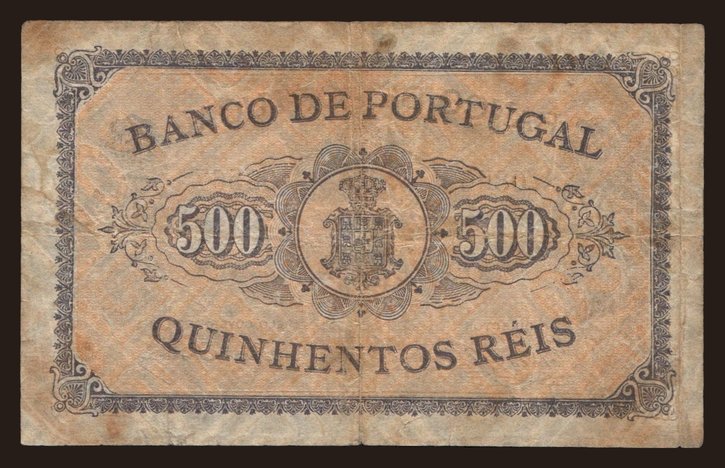 BANCO DE PORTUGAL
500 500
QUINHENTOS RÉIS